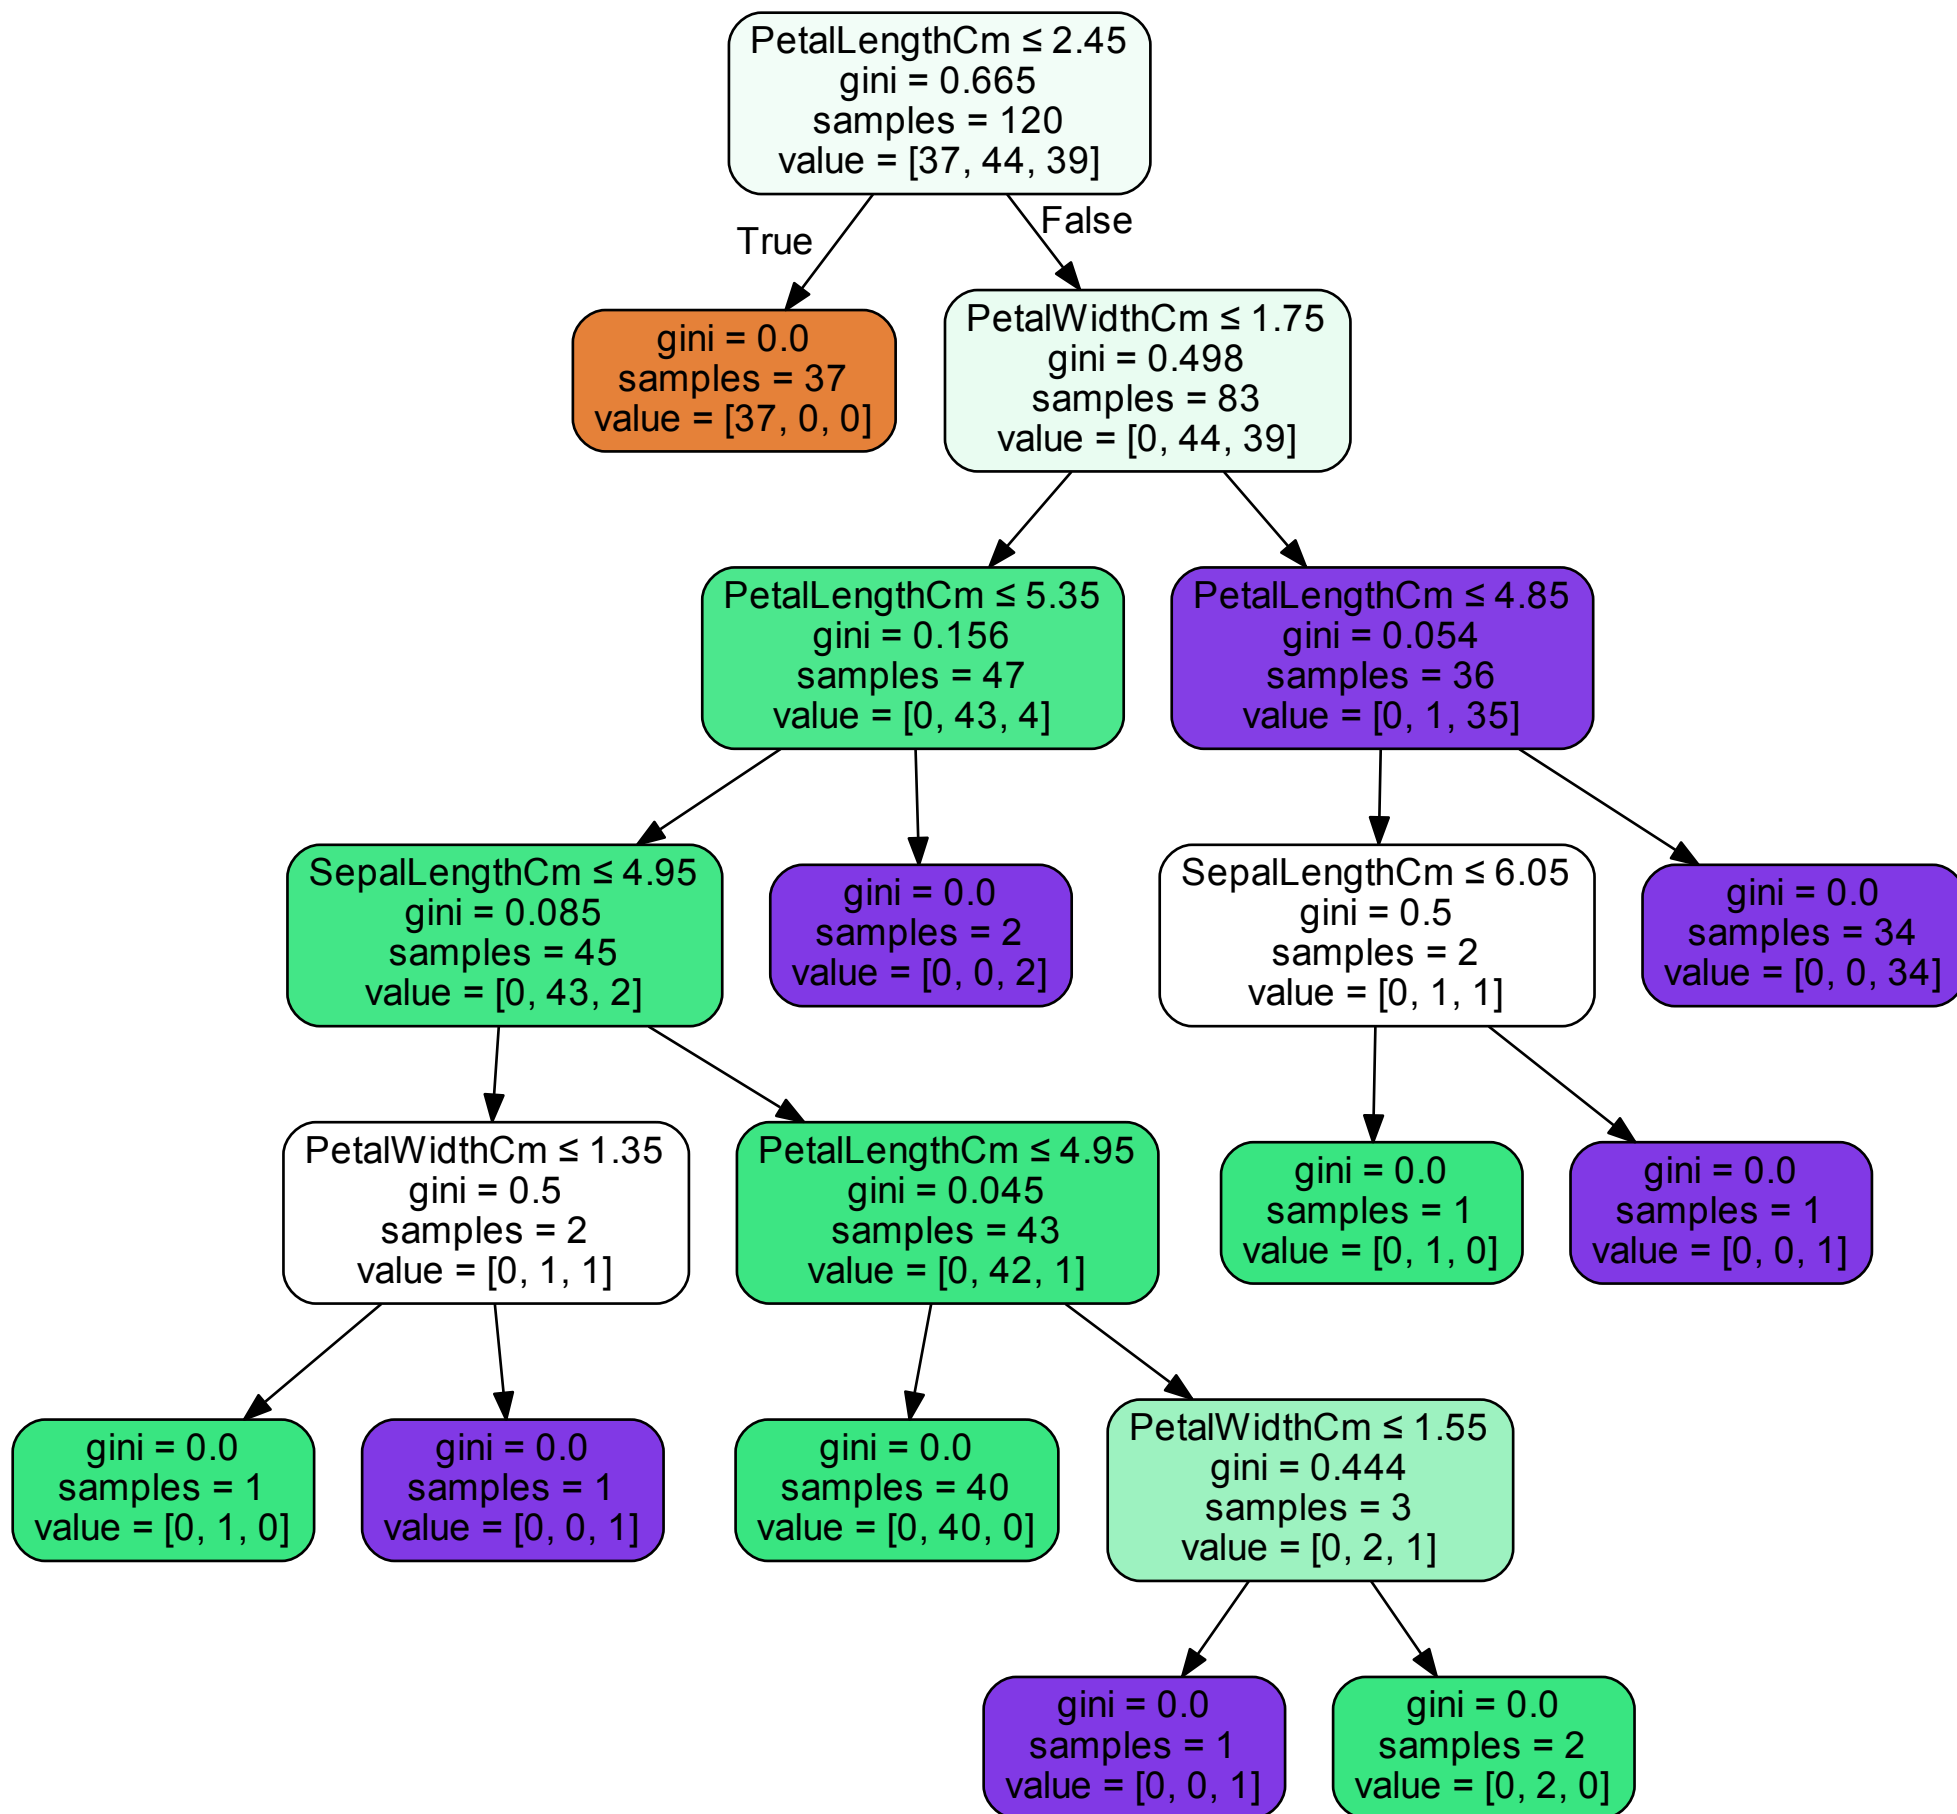 PetalLengthCm ≤ 2.45
gini = 0.665
samples = 120
value = [37, 44, 39]
True
False
gini = 0.0
samples = 37
value = [37, 0, 0]
PetalWidthCm ≤ 1.75
gini = 0.498
samples = 83
value = [0, 44, 39]
PetalLengthCm ≤ 5.35
gini = 0.156
samples = 47
value = [0, 43, 4]
PetalLengthCm ≤ 4.85
gini = 0.054
samples = 36
value = [0, 1, 35]
SepalLengthCm ≤ 4.95
gini = 0.085
samples = 45
value = [0, 43, 2]
gini = 0.0
samples = 2
value = [0, 0, 2]
SepalLengthCm ≤ 6.05
gini = 0.5
samples = 2
value = [0, 1, 1]
gini = 0.0
samples = 34
value = [0, 0, 34]
PetalWidthCm ≤ 1.35
gini = 0.5
samples = 2
value = [0, 1, 1]
PetalLengthCm ≤ 4.95
gini = 0.045
samples = 43
value = [0, 42, 1]
gini = 0.0
samples = 1
value = [0, 1, 0]
gini = 0.0
samples = 1
value = [0, 0, 1]
gini = 0.0
samples = 1
value = [0, 1, 0]
gini = 0.0
samples = 1
value = [0, 0, 1]
gini = 0.0
samples = 40
value = [0, 40, 0]
PetalWidthCm ≤ 1.55
gini = 0.444
samples = 3
value = [0, 2, 1]
gini = 0.0
samples = 1
value = [0, 0, 1]
gini = 0.0
samples = 2
value = [0, 2, 0]